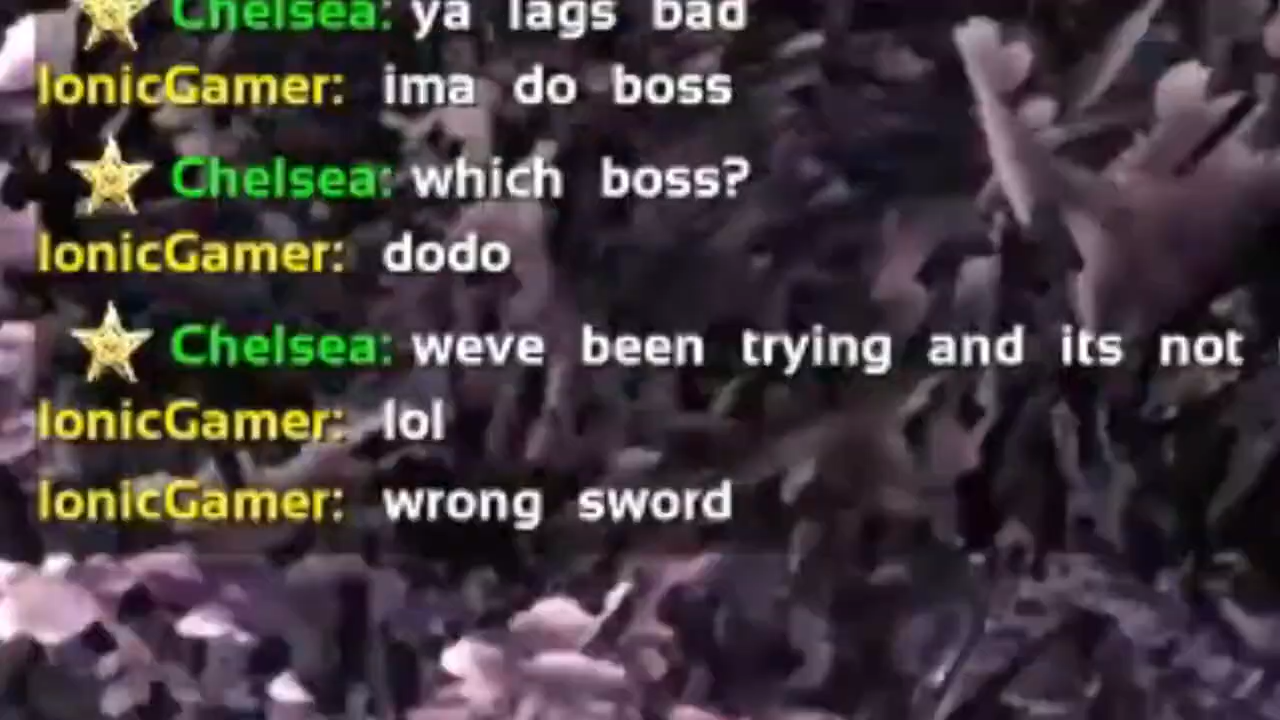 Chelsea: ya lags bad
IonicGamer: ima do boss
Chelsea: which boss?
IonicGamer: dodo
Chelsea: weve been trying and its not
IonicGamer: lol
IonicGamer: wrong sword